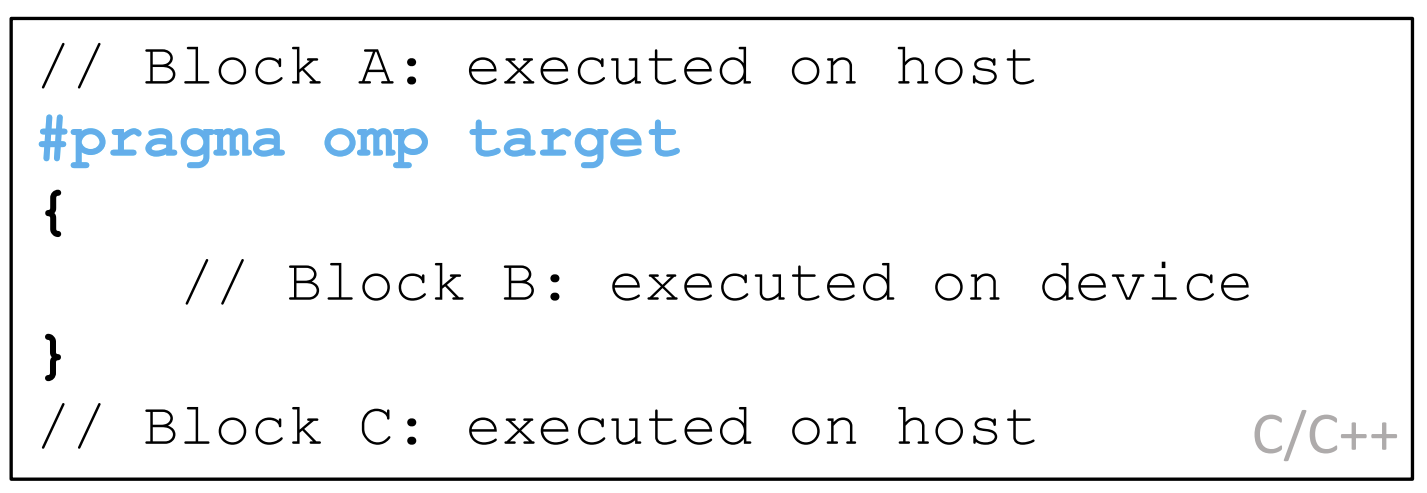 // Block A: executed on host
#pragma omp target
{
// Block B: executed on device
}
// Block C: executed on host
C/C++